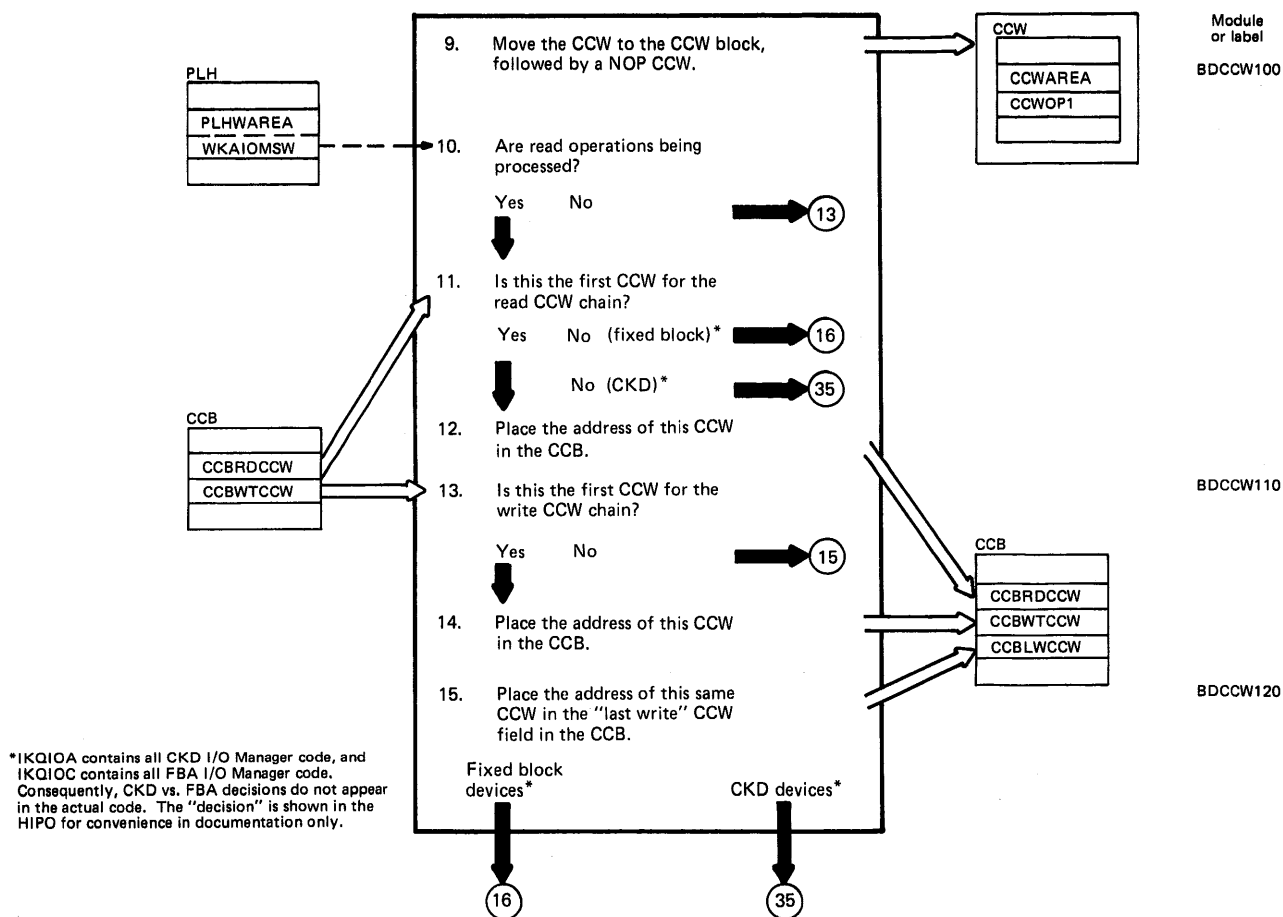 9. Move the CCW to the CCW block,
followed by a NOP CCW.
CCW
CCWAREA
CCWOP1
Module
or label
BDCCW100
PLH
PLHWAREA
WKAIOMSW
10. Are read operations being
processed?
Yes No
13
11. Is this the first CCW for the
read CCW chain?
Yes No (fixed block)*
16
No (CKD)*
35
CCB
CCBRDCCW
CCBWTCCW
12. Place the address of this CCW
in the CCB.
13. Is this the first CCW for the
write CCW chain?
BDCCW110
Yes No
15
CCB
CCBRDCCW
CCBWTCCW
CCBLWCCW
14. Place the address of this CCW
in the CCB.
15. Place the address of this same
CCW in the "last write" CCW
field in the CCB.
BDCCW120
*IKQIOA contains all CKD I/O Manager code, and
IKQIOC contains all FBA I/O Manager code.
Consequently, CKD vs. FBA decisions do not appear
in the actual code. The "decision" is shown in the
HIPO for convenience in documentation only.
Fixed block
devices*
CKD devices*
16
35